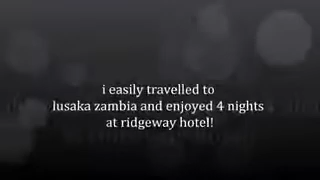 i easily travelled to
lusaka zambia and enjoyed 4 nights
at ridgeway hotel!